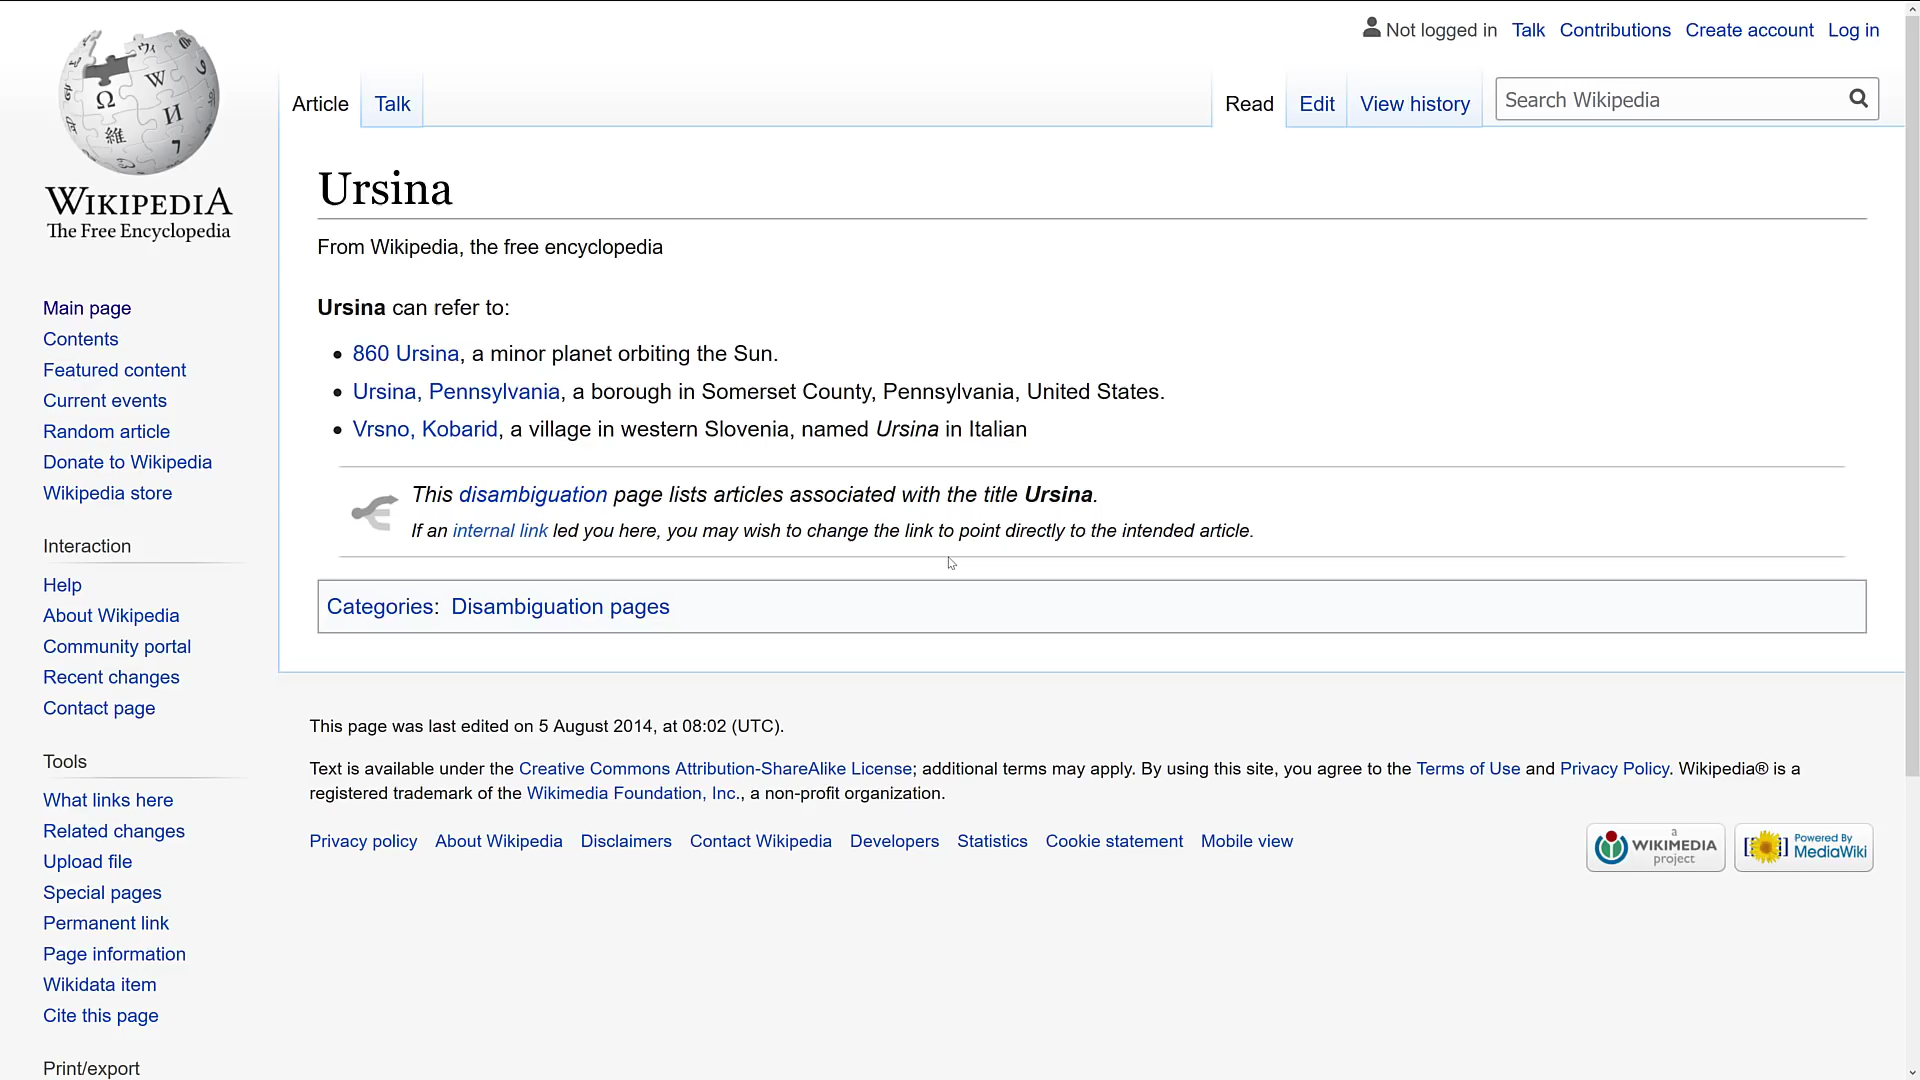 Not logged in Talk Contributions Create account Log in
Article Talk Read Edit View history Search Wikipedia
WIKIPEDIA
The Free Encyclopedia
Main page
Contents
Featured content
Current events
Random article
Donate to Wikipedia
Wikipedia store
Interaction
Help
About Wikipedia
Community portal
Recent changes
Contact page
Tools
What links here
Related changes
Upload file
Special pages
Permanent link
Page information
Wikidata item
Cite this page
Print/export
Ursina
From Wikipedia, the free encyclopedia
Ursina can refer to:
860 Ursina, a minor planet orbiting the Sun.
Ursina, Pennsylvania, a borough in Somerset County, Pennsylvania, United States.
Vrsno, Kobarid, a village in western Slovenia, named Ursina in Italian
This disambiguation page lists articles associated with the title Ursina.
If an internal link led you here, you may wish to change the link to point directly to the intended article.
Categories: Disambiguation pages
This page was last edited on 5 August 2014, at 08:02 (UTC).
Text is available under the Creative Commons Attribution-ShareAlike License; additional terms may apply. By using this site, you agree to the Terms of Use and Privacy Policy. Wikipedia® is a
registered trademark of the Wikimedia Foundation, Inc., a non-profit organization.
Privacy policy About Wikipedia Disclaimers Contact Wikipedia Developers Statistics Cookie statement Mobile view
a
WIKIMEDIA
project
Powered By
MediaWiki